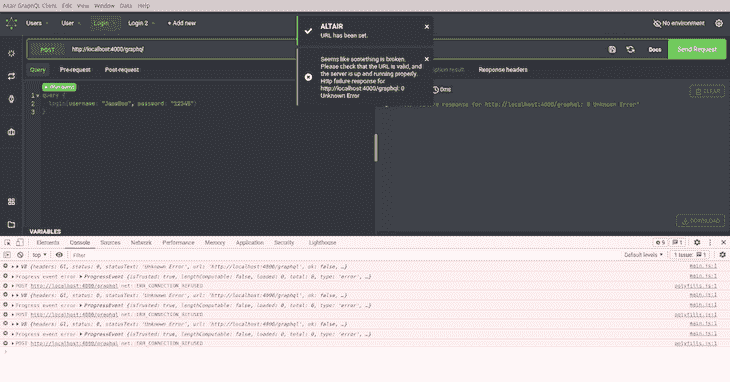 Altair GraphQL Client Edit View Window Data Help
Users User Login Login 2 + Add new No environment
POST http://localhost:4000/graphql Docs Send Request
Query Pre-request Post-request Response headers
ALTAIR
URL has been set.
Seems like something is broken.
Please check that the URL is valid, and
the server is up and running properly.
Http failure response for
http://localhost:4000/graphql: 0
Unknown Error
0ms
CLEAR
1 query {
2 login(username: "JaneDoe", password: "12345")
3 }
response for http://localhost:4000/graphql: 0 Unknown Error"
DOWNLOAD
VARIABLES
Elements Console Sources Network Performance Memory Application Security Lighthouse
top Filter Default levels 1 Issue: 1
{headers: status: 0, statusText: 'Unknown Error', url: 'http://localhost:4000/graphql', ok: false, …} main.js:1
Progress event error: ProgressEvent {isTrusted: true, lengthComputable: false, loaded: 0, total: 0, type: 'error', …} main.js:1
POST http://localhost:4000/graphql net::ERR_CONNECTION_REFUSED polyfills.js:1
{headers: status: 0, statusText: 'Unknown Error', url: 'http://localhost:4000/graphql', ok: false, …} main.js:1
Progress event error: ProgressEvent {isTrusted: true, lengthComputable: false, loaded: 0, total: 0, type: 'error', …} main.js:1
POST http://localhost:4000/graphql net::ERR_CONNECTION_REFUSED polyfills.js:1
{headers: status: 0, statusText: 'Unknown Error', url: 'http://localhost:4000/graphql', ok: false, …} main.js:1
Progress event error: ProgressEvent {isTrusted: true, lengthComputable: false, loaded: 0, total: 0, type: 'error', …} main.js:1
POST http://localhost:4000/graphql net::ERR_CONNECTION_REFUSED polyfills.js:1